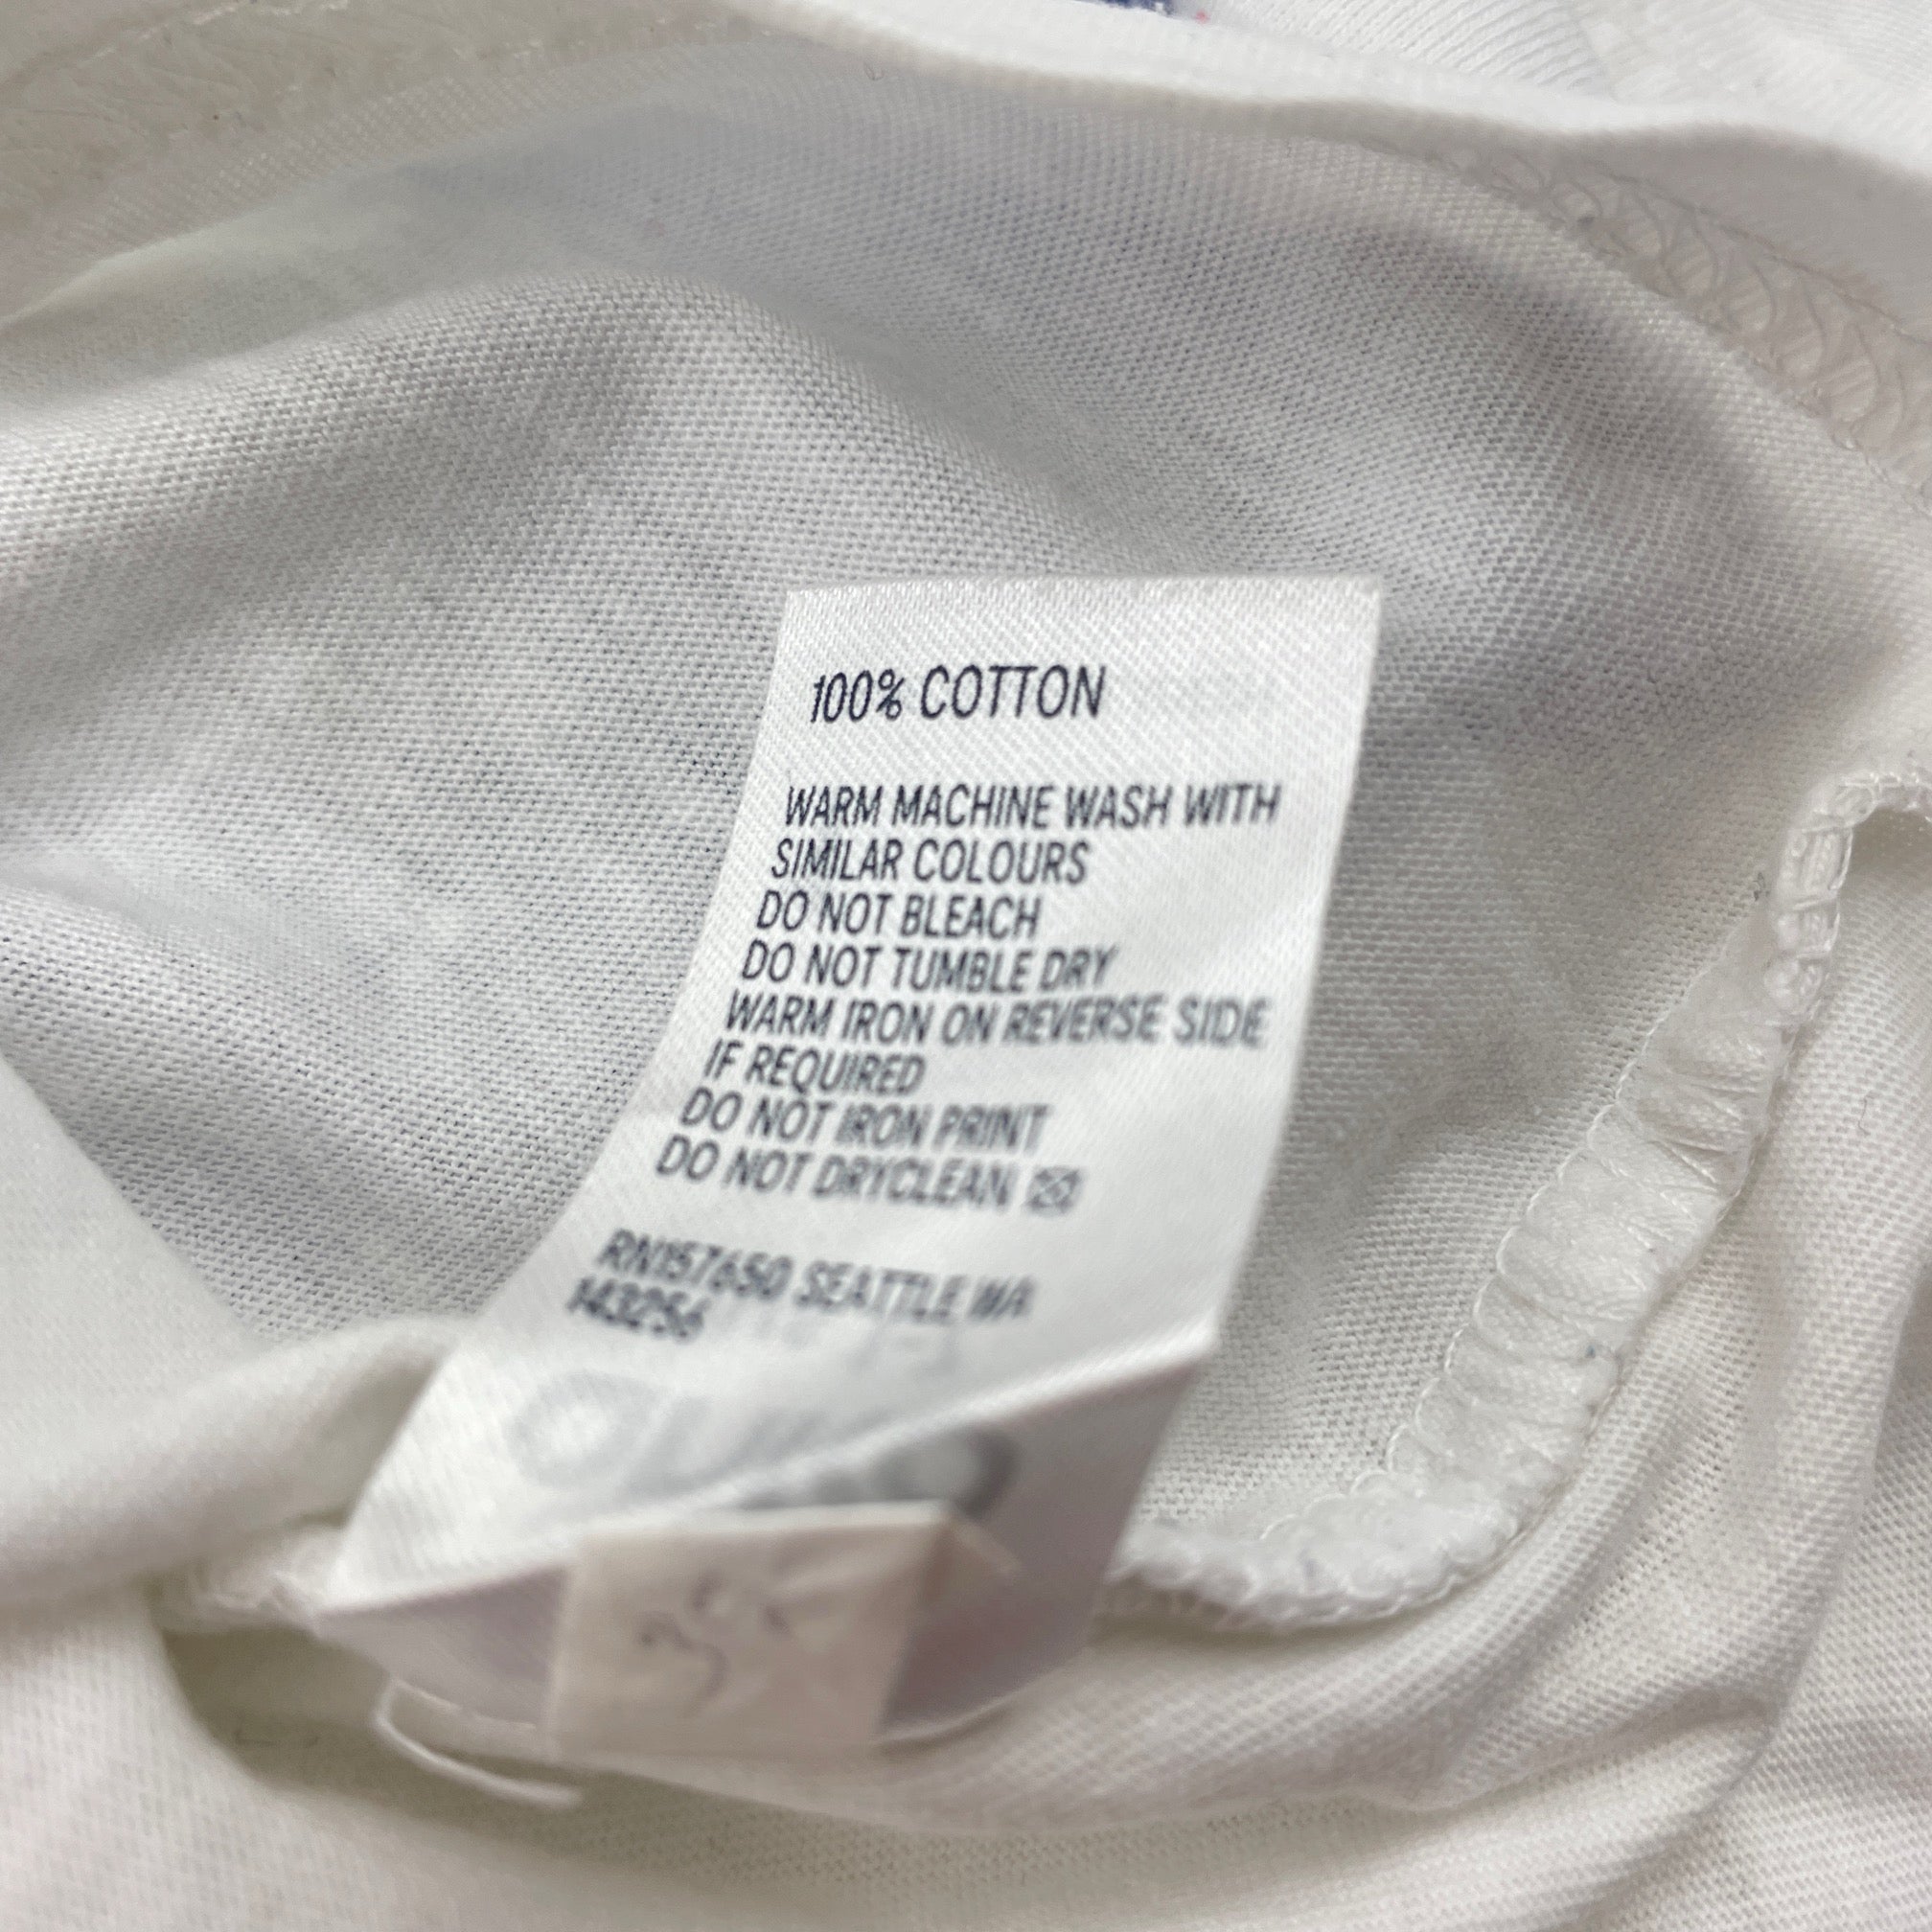 100% COTTON
WARM MACHINE WASH WITH
SIMILAR COLOURS
DO NOT BLEACH
DO NOT TUMBLE DRY
WARM IRON ON REVERSE SIDE
IF REQUIRED
DO NOT IRON PRINT
DO NOT DRYCLEAN
RN157650 SEATTLE WA
143256